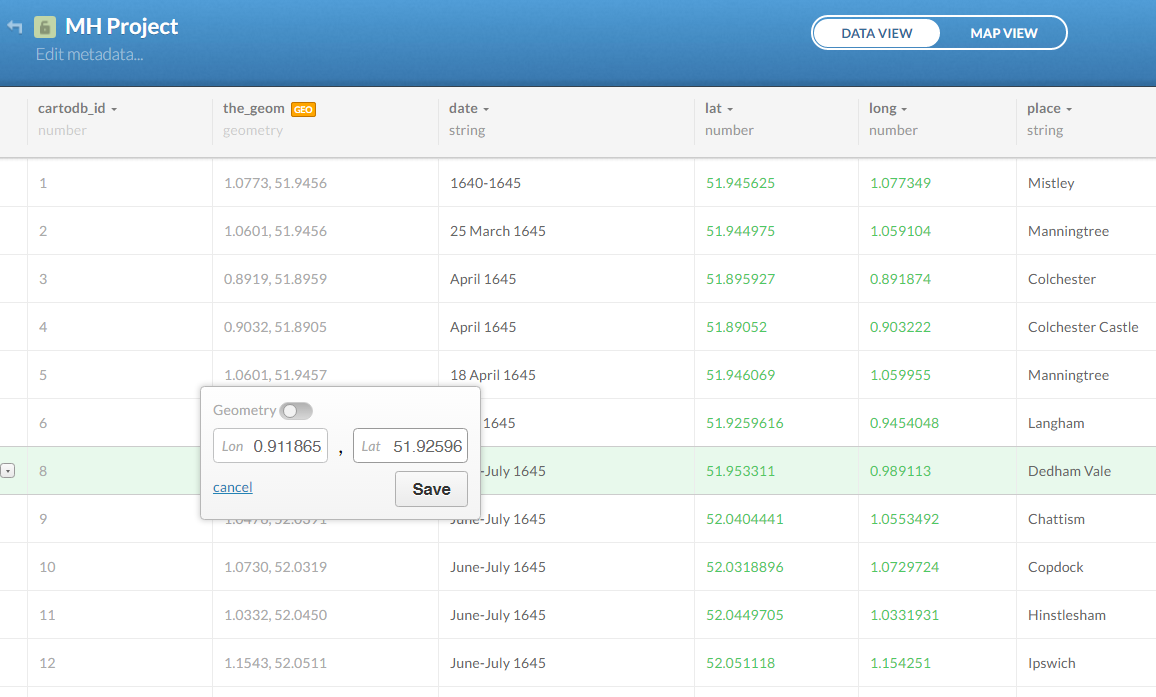 MH Project
Edit metadata...
DATA VIEW MAP VIEW
cartodb_id the_geom GEO date lat long place
number geometry string number number string
1 1.0773, 51.9456 1640-1645 51.945625 1.077349 Mistley
2 1.0601, 51.9456 25 March 1645 51.944975 1.059104 Manningtree
3 0.8919, 51.8959 April 1645 51.895927 0.891874 Colchester
4 0.9032, 51.8905 April 1645 51.89052 0.903222 Colchester Castle
5 1.0601, 51.9457 18 April 1645 51.946069 1.059955 Manningtree
6 1645 51.9259616 0.9454048 Langham
Geometry
Lon 0.911865 , Lat 51.92596
cancel Save
8 -July 1645 51.953311 0.989113 Dedham Vale
9 June-July 1645 52.0404441 1.0553492 Chattism
10 1.0730, 52.0319 June-July 1645 52.0318896 1.0729724 Copdock
11 1.0332, 52.0450 June-July 1645 52.0449705 1.0331931 Hinstlesham
12 1.1543, 52.0511 June-July 1645 52.051118 1.154251 Ipswich